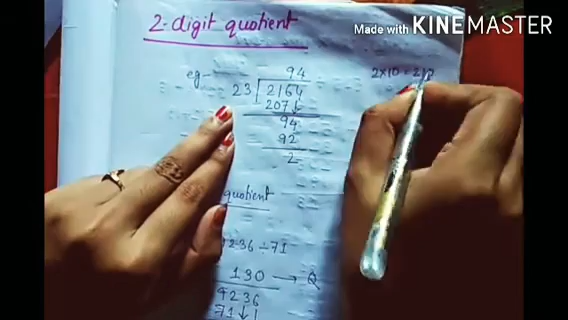 2-digit quotient
Made with KINEMASTER
eg-
94
23 2164
207↓
94
92
2
quotient
236 ÷ 71
130 → Q
9236
71↓